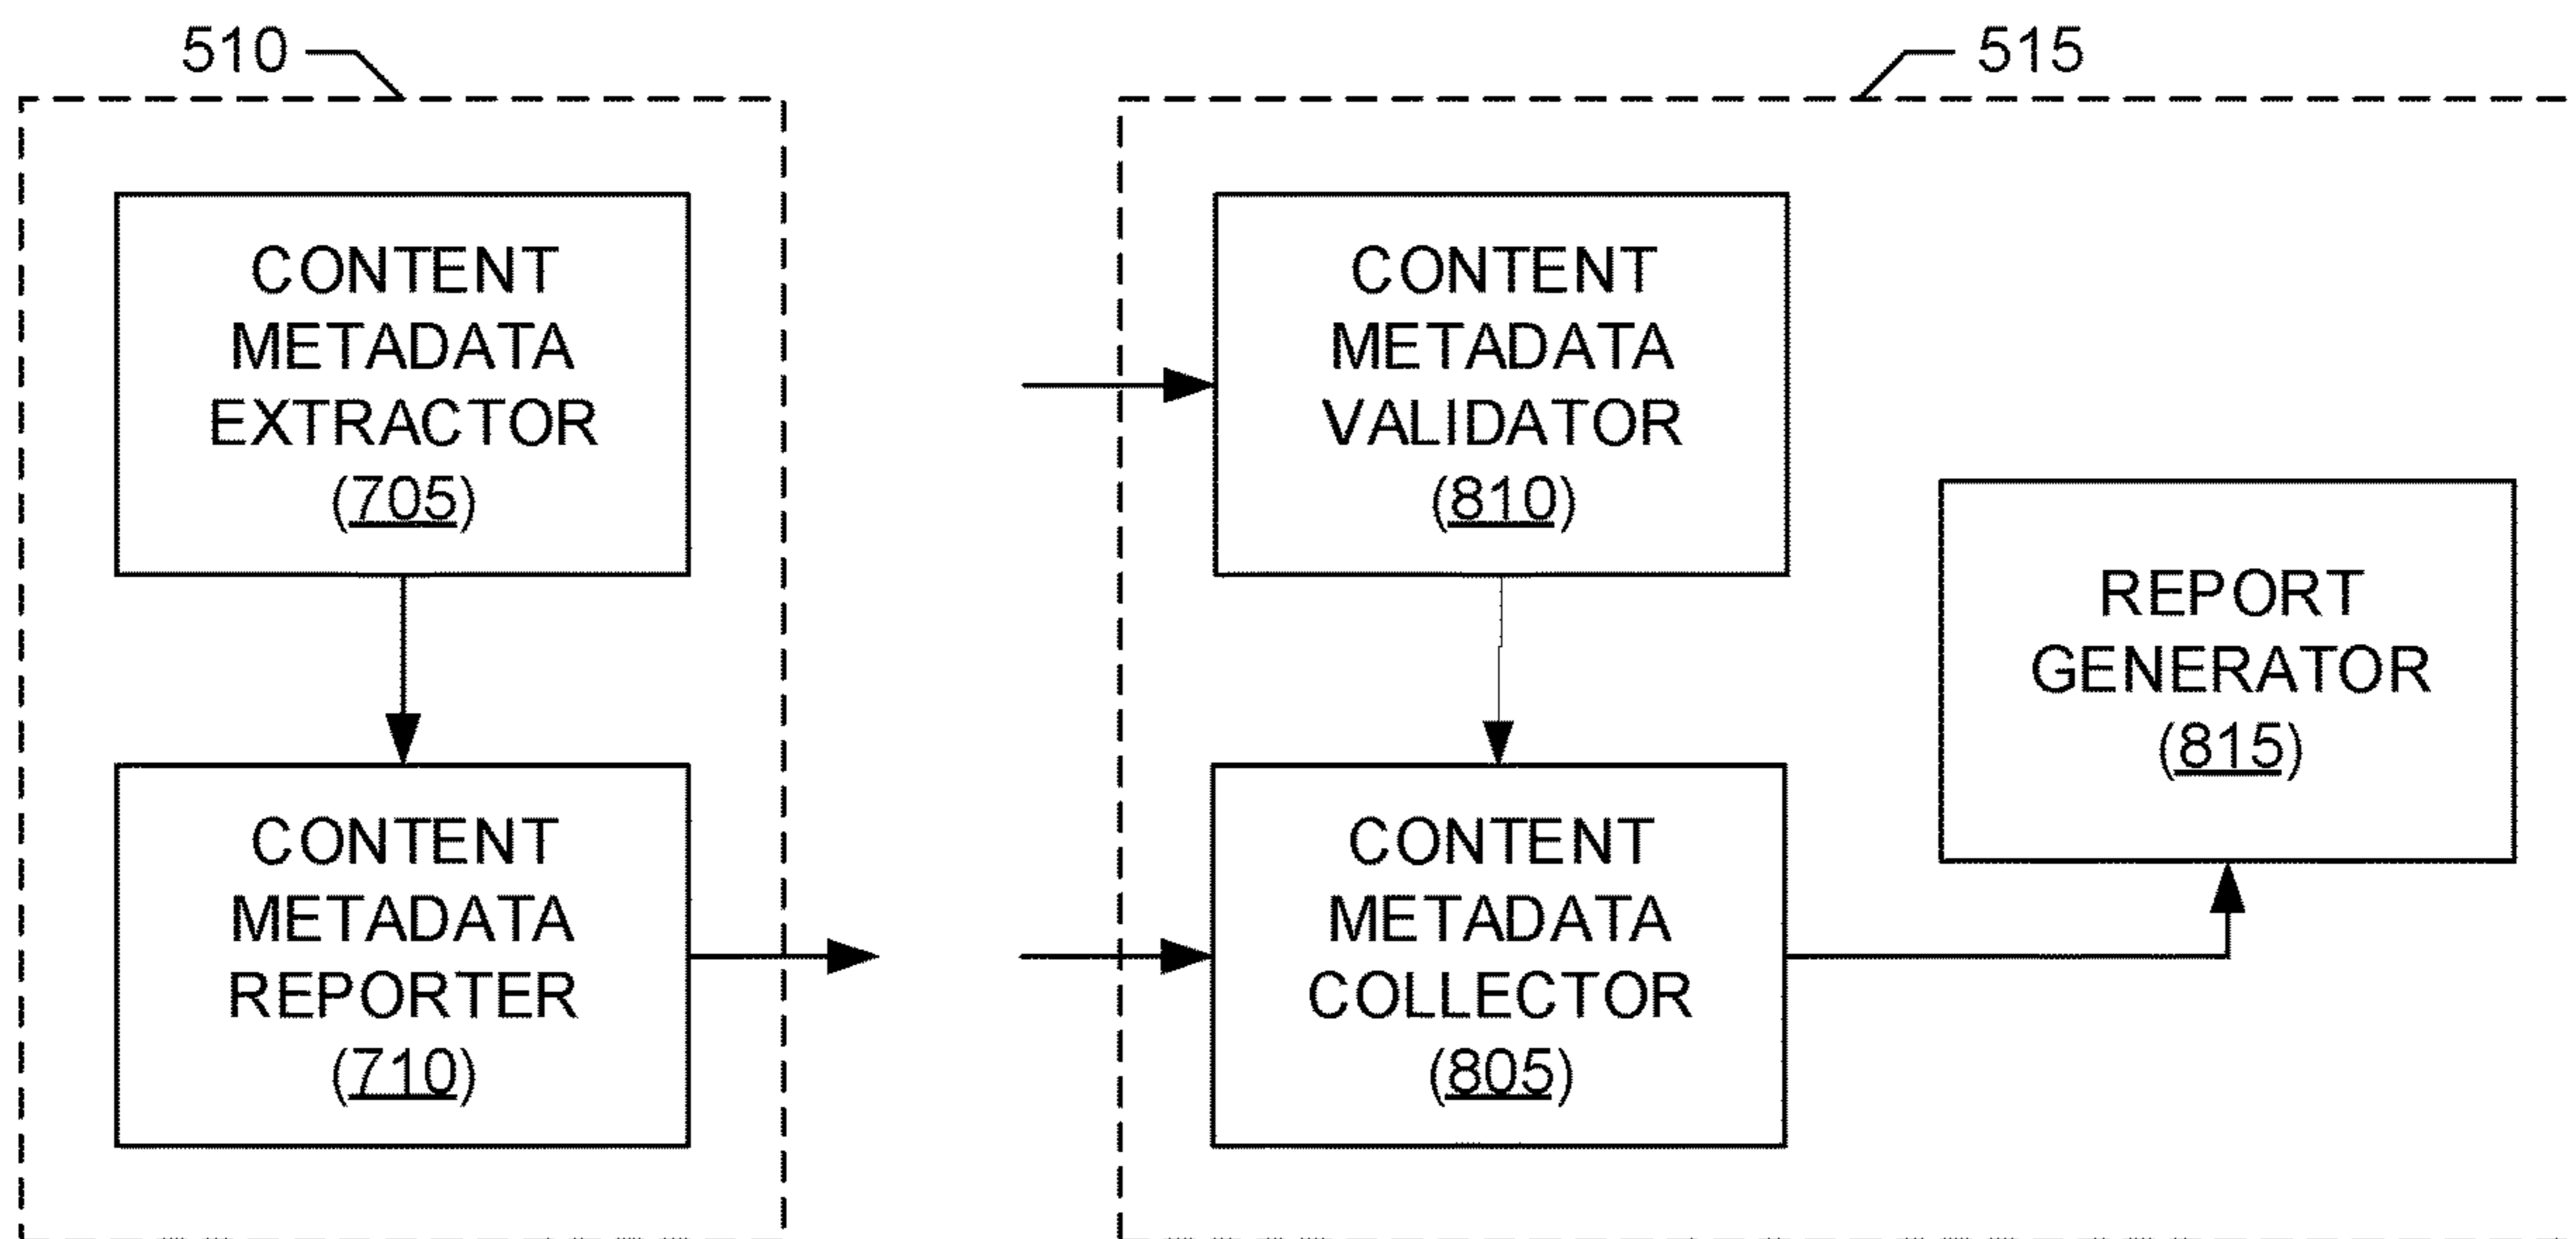 510
515
CONTENT
METADATA
EXTRACTOR
(705)
CONTENT
METADATA
REPORTER
(710)
CONTENT
METADATA
VALIDATOR
(810)
CONTENT
METADATA
COLLECTOR
(805)
REPORT
GENERATOR
(815)